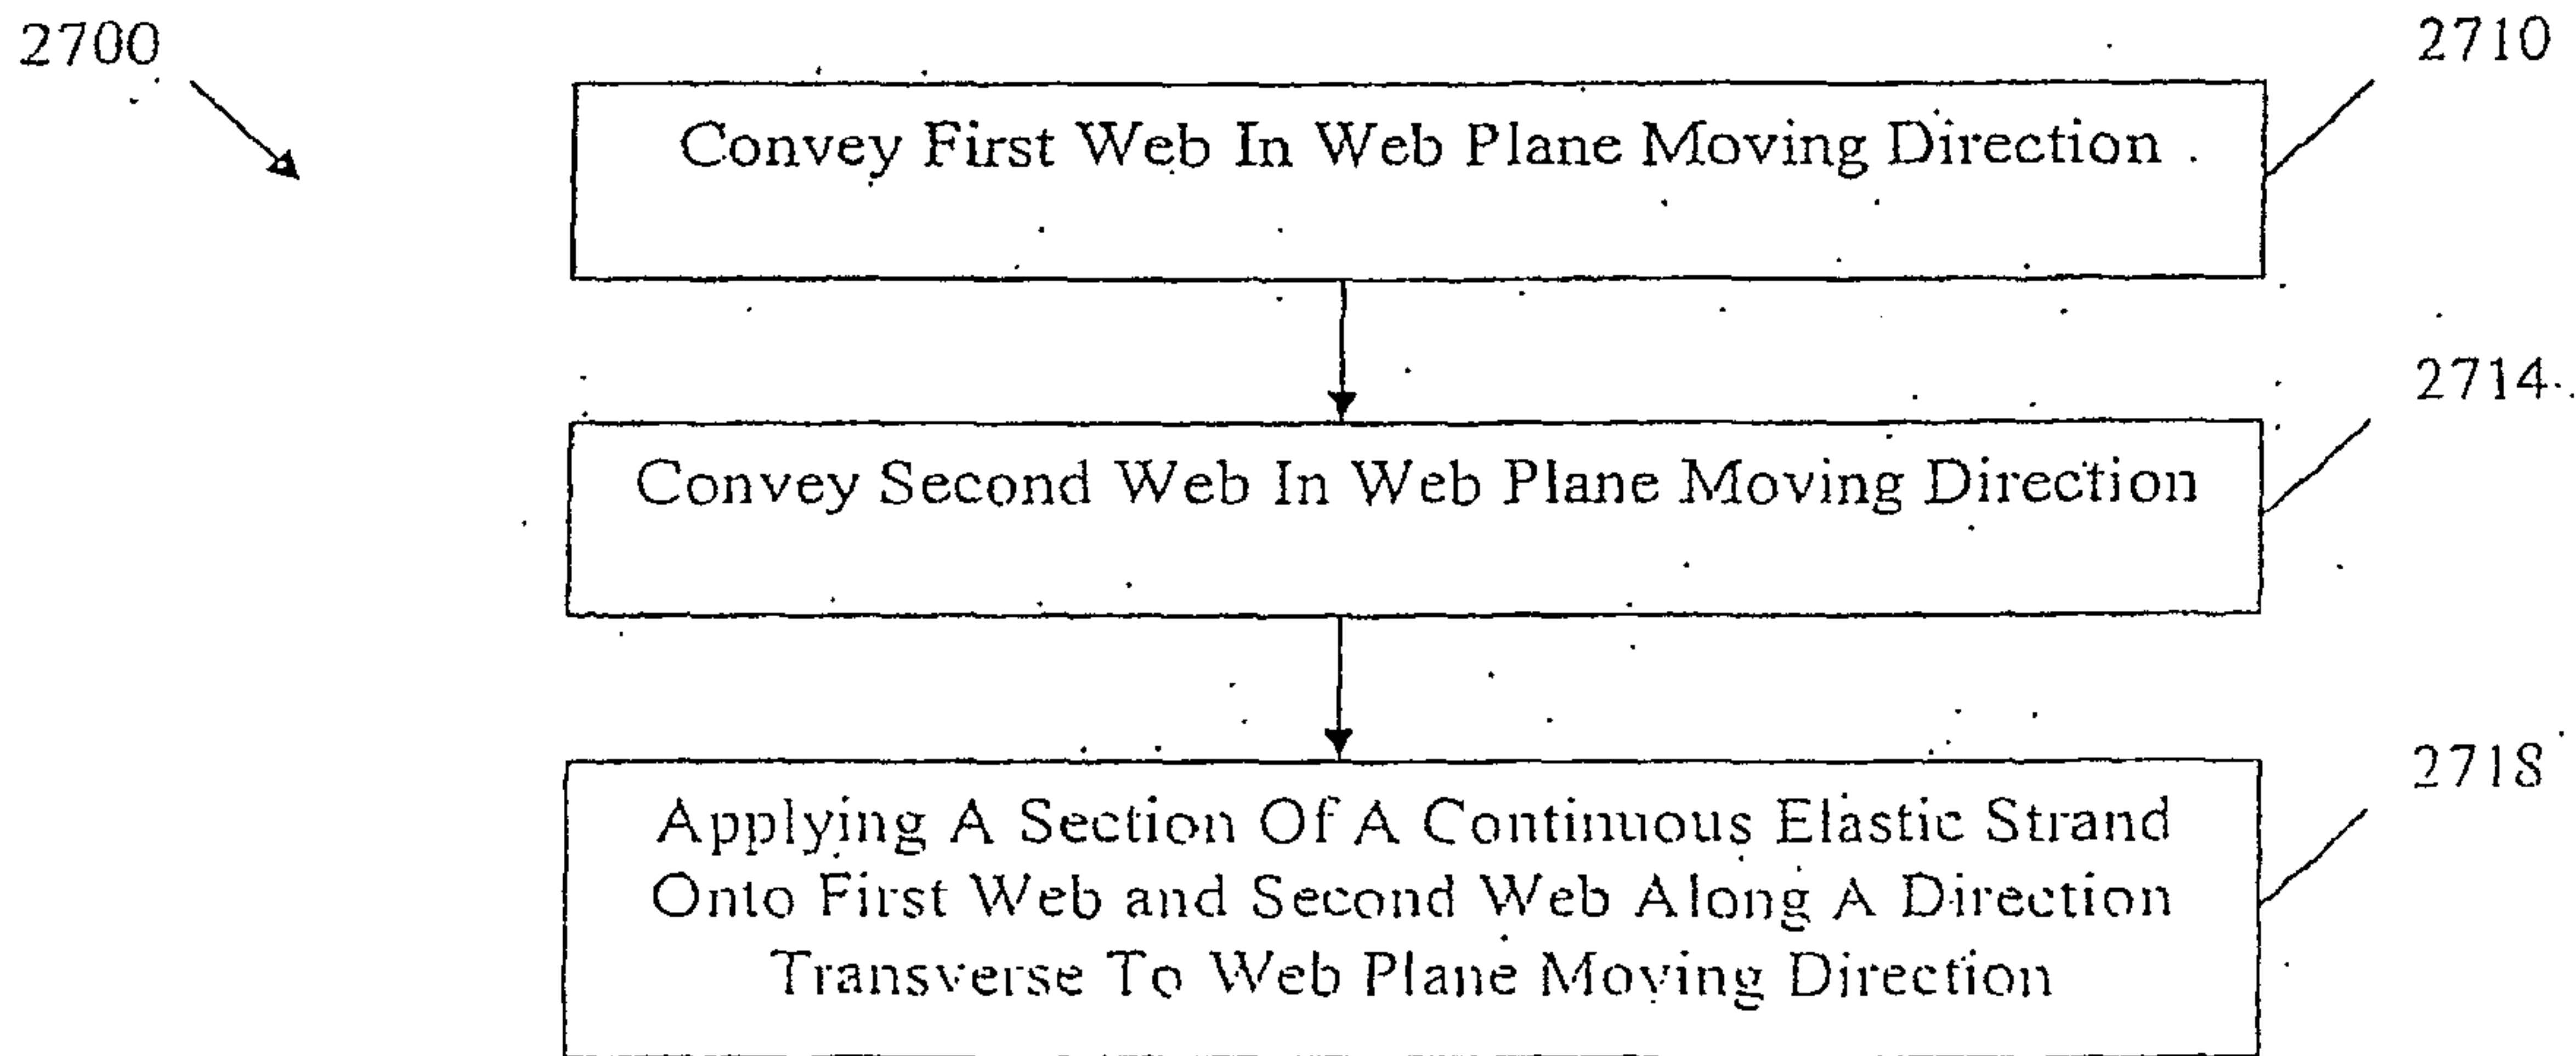 2700
2710
Convey First Web In Web Plane Moving Direction
2714
Convey Second Web In Web Plane Moving Direction
2718
Applying A Section Of A Continuous Elastic Strand
Onto First Web and Second Web Along A Direction
Transverse To Web Plane Moving Direction